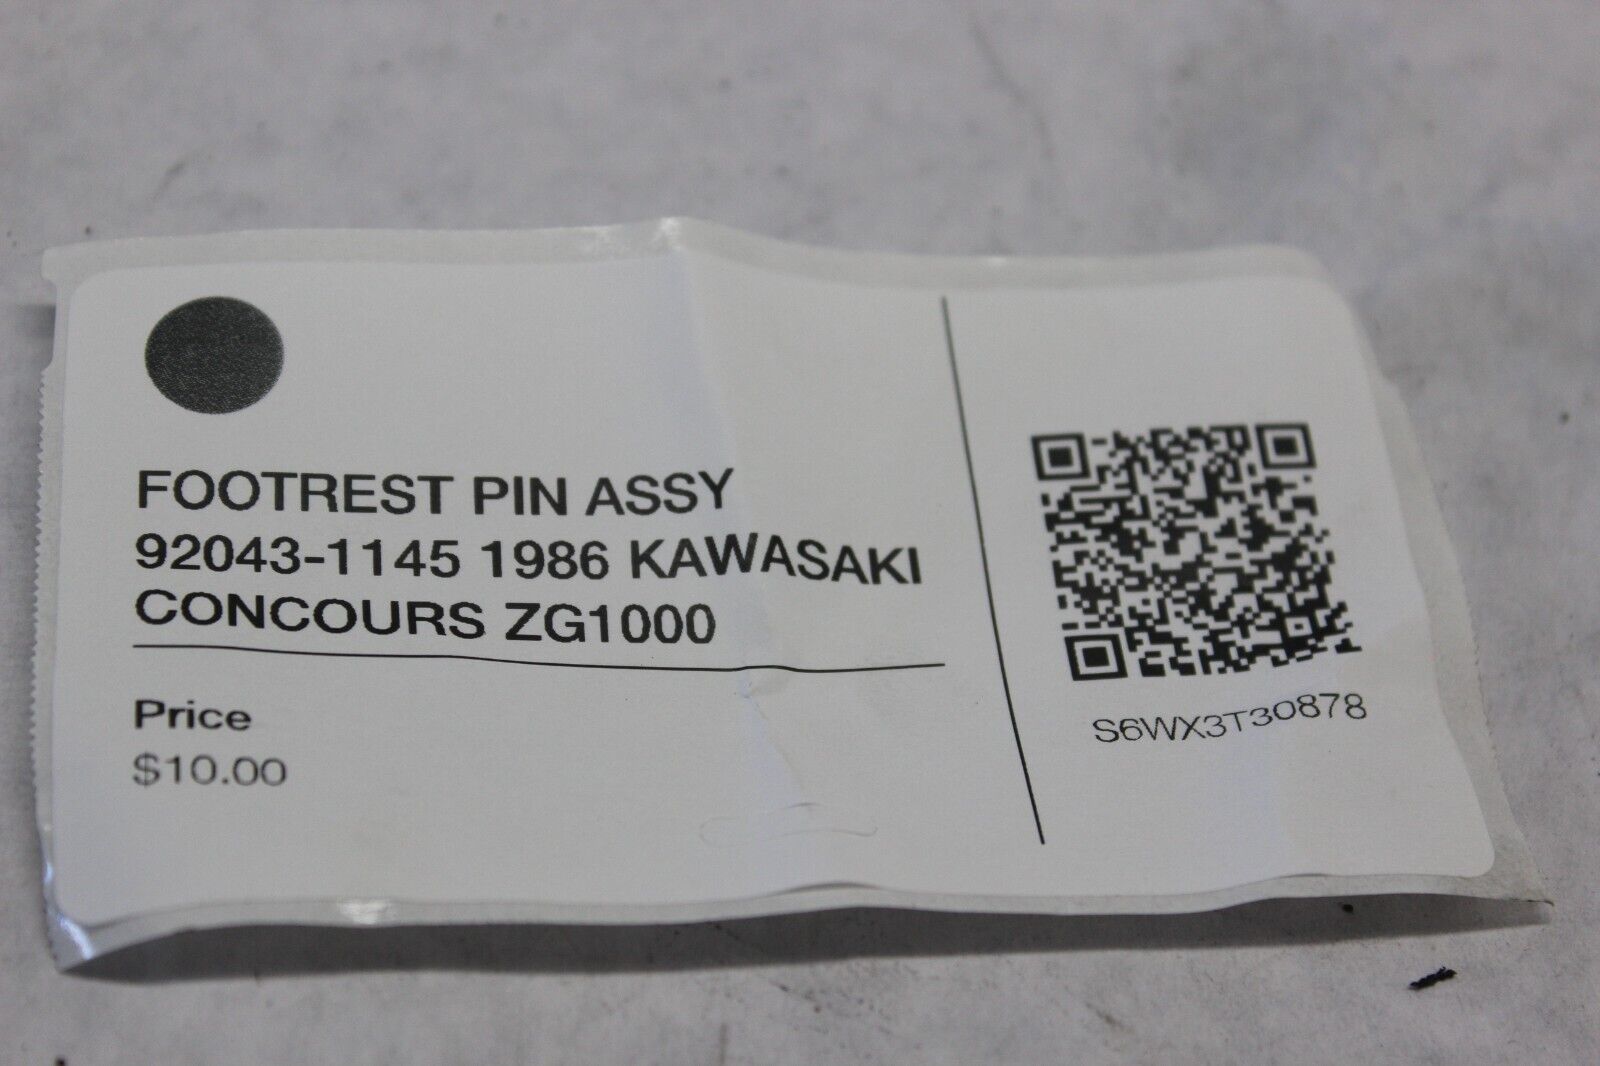 FOOTREST PIN ASSY
92043-1145 1986 KAWASAKI
CONCOURS ZG1000
Price
$10.00
S6WX3T30878